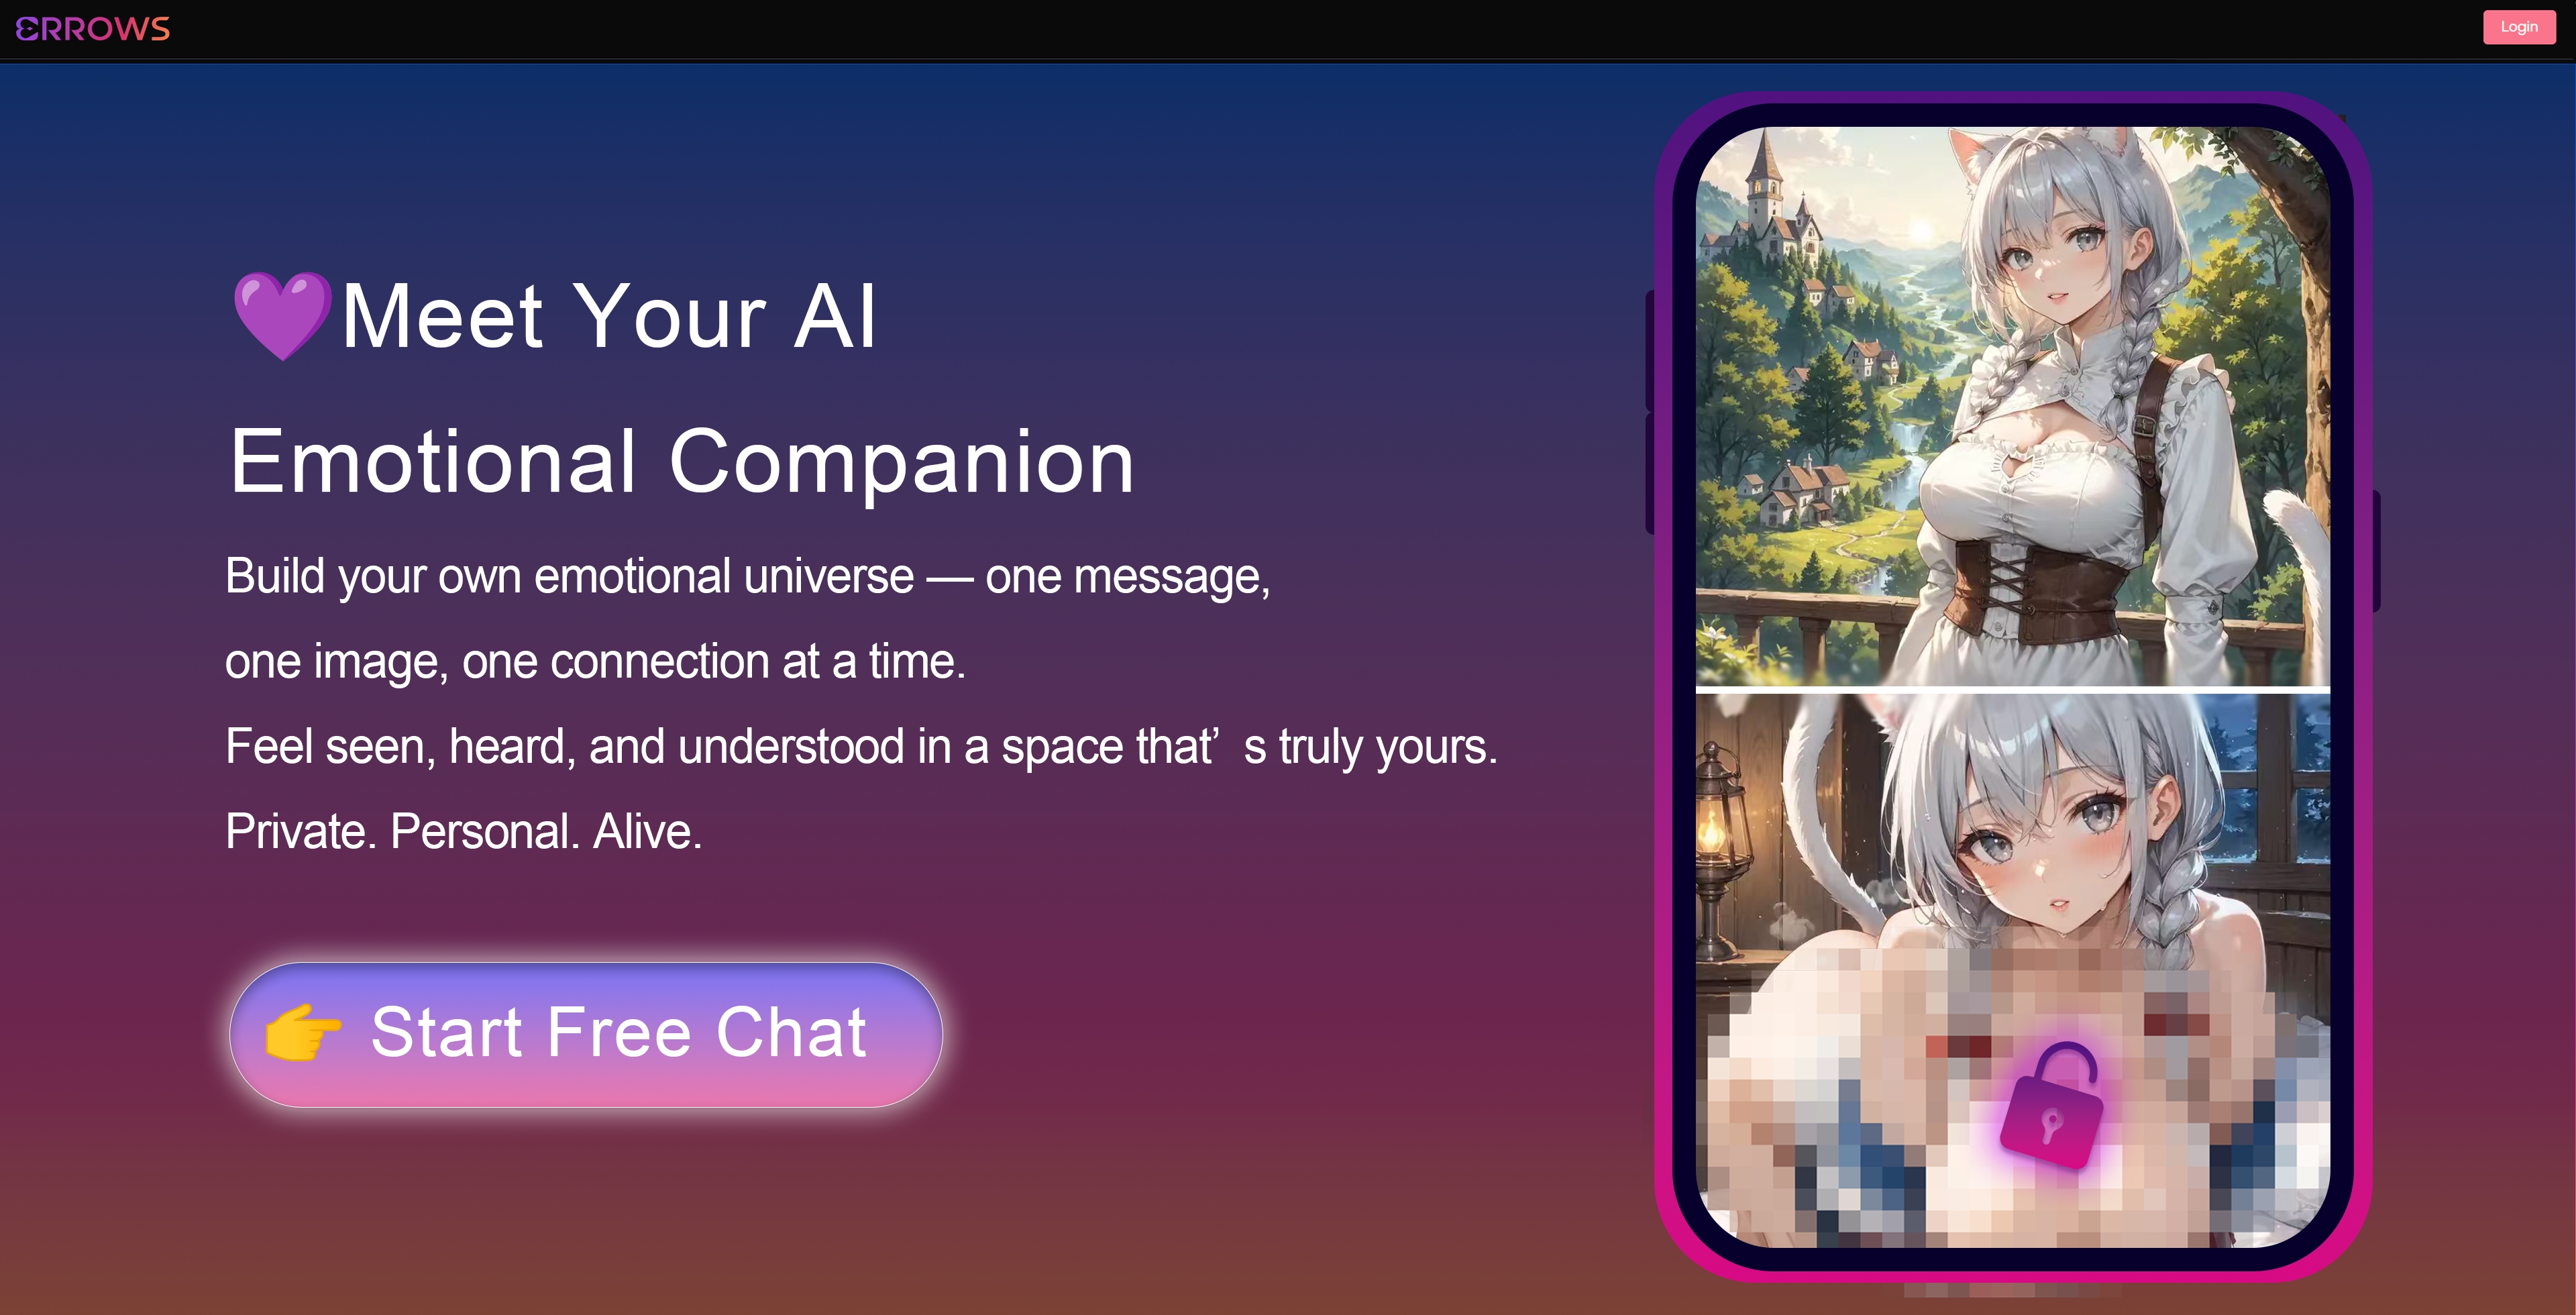 ERROWS
Login
💜Meet Your AI
Emotional Companion
Build your own emotional universe — one message,
one image, one connection at a time.
Feel seen, heard, and understood in a space that’s truly yours.
Private. Personal. Alive.
👉 Start Free Chat